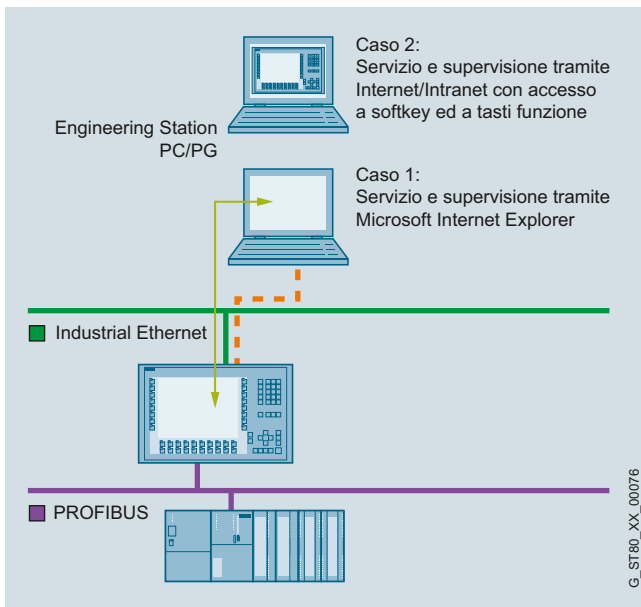 Caso 2:
Servizio e supervisione tramite
Internet/Intranet con accesso
a softkey ed a tasti funzione
Engineering Station
PC/PG
Caso 1:
Servizio e supervisione tramite
Microsoft Internet Explorer
Industrial Ethernet
PROFIBUS
G_ST80_XX_00076